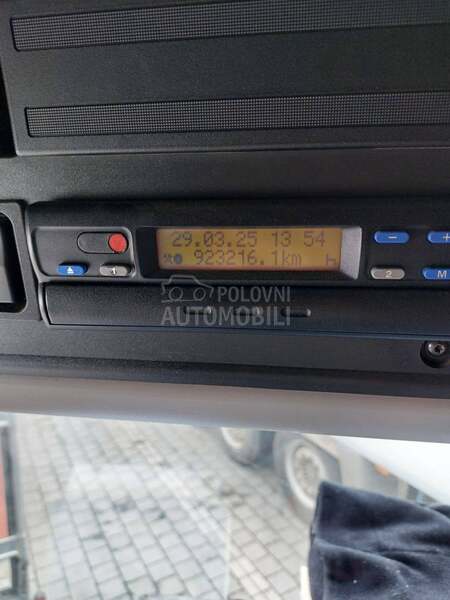 29.03.25 13 54
923216.1km h
1
2
-
+
M
POLOVNI
AUTOMOBILI